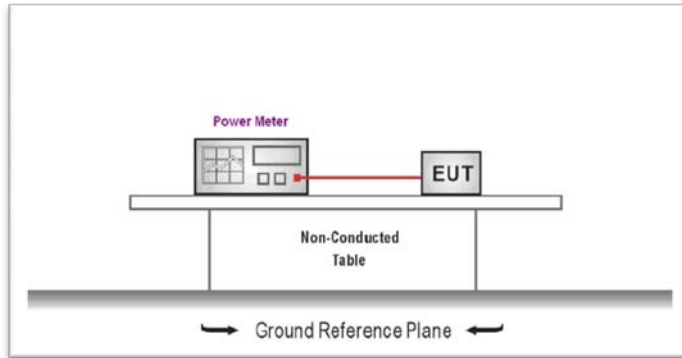 Power Meter
EUT
Non-Conducted
Table
Ground Reference Plane